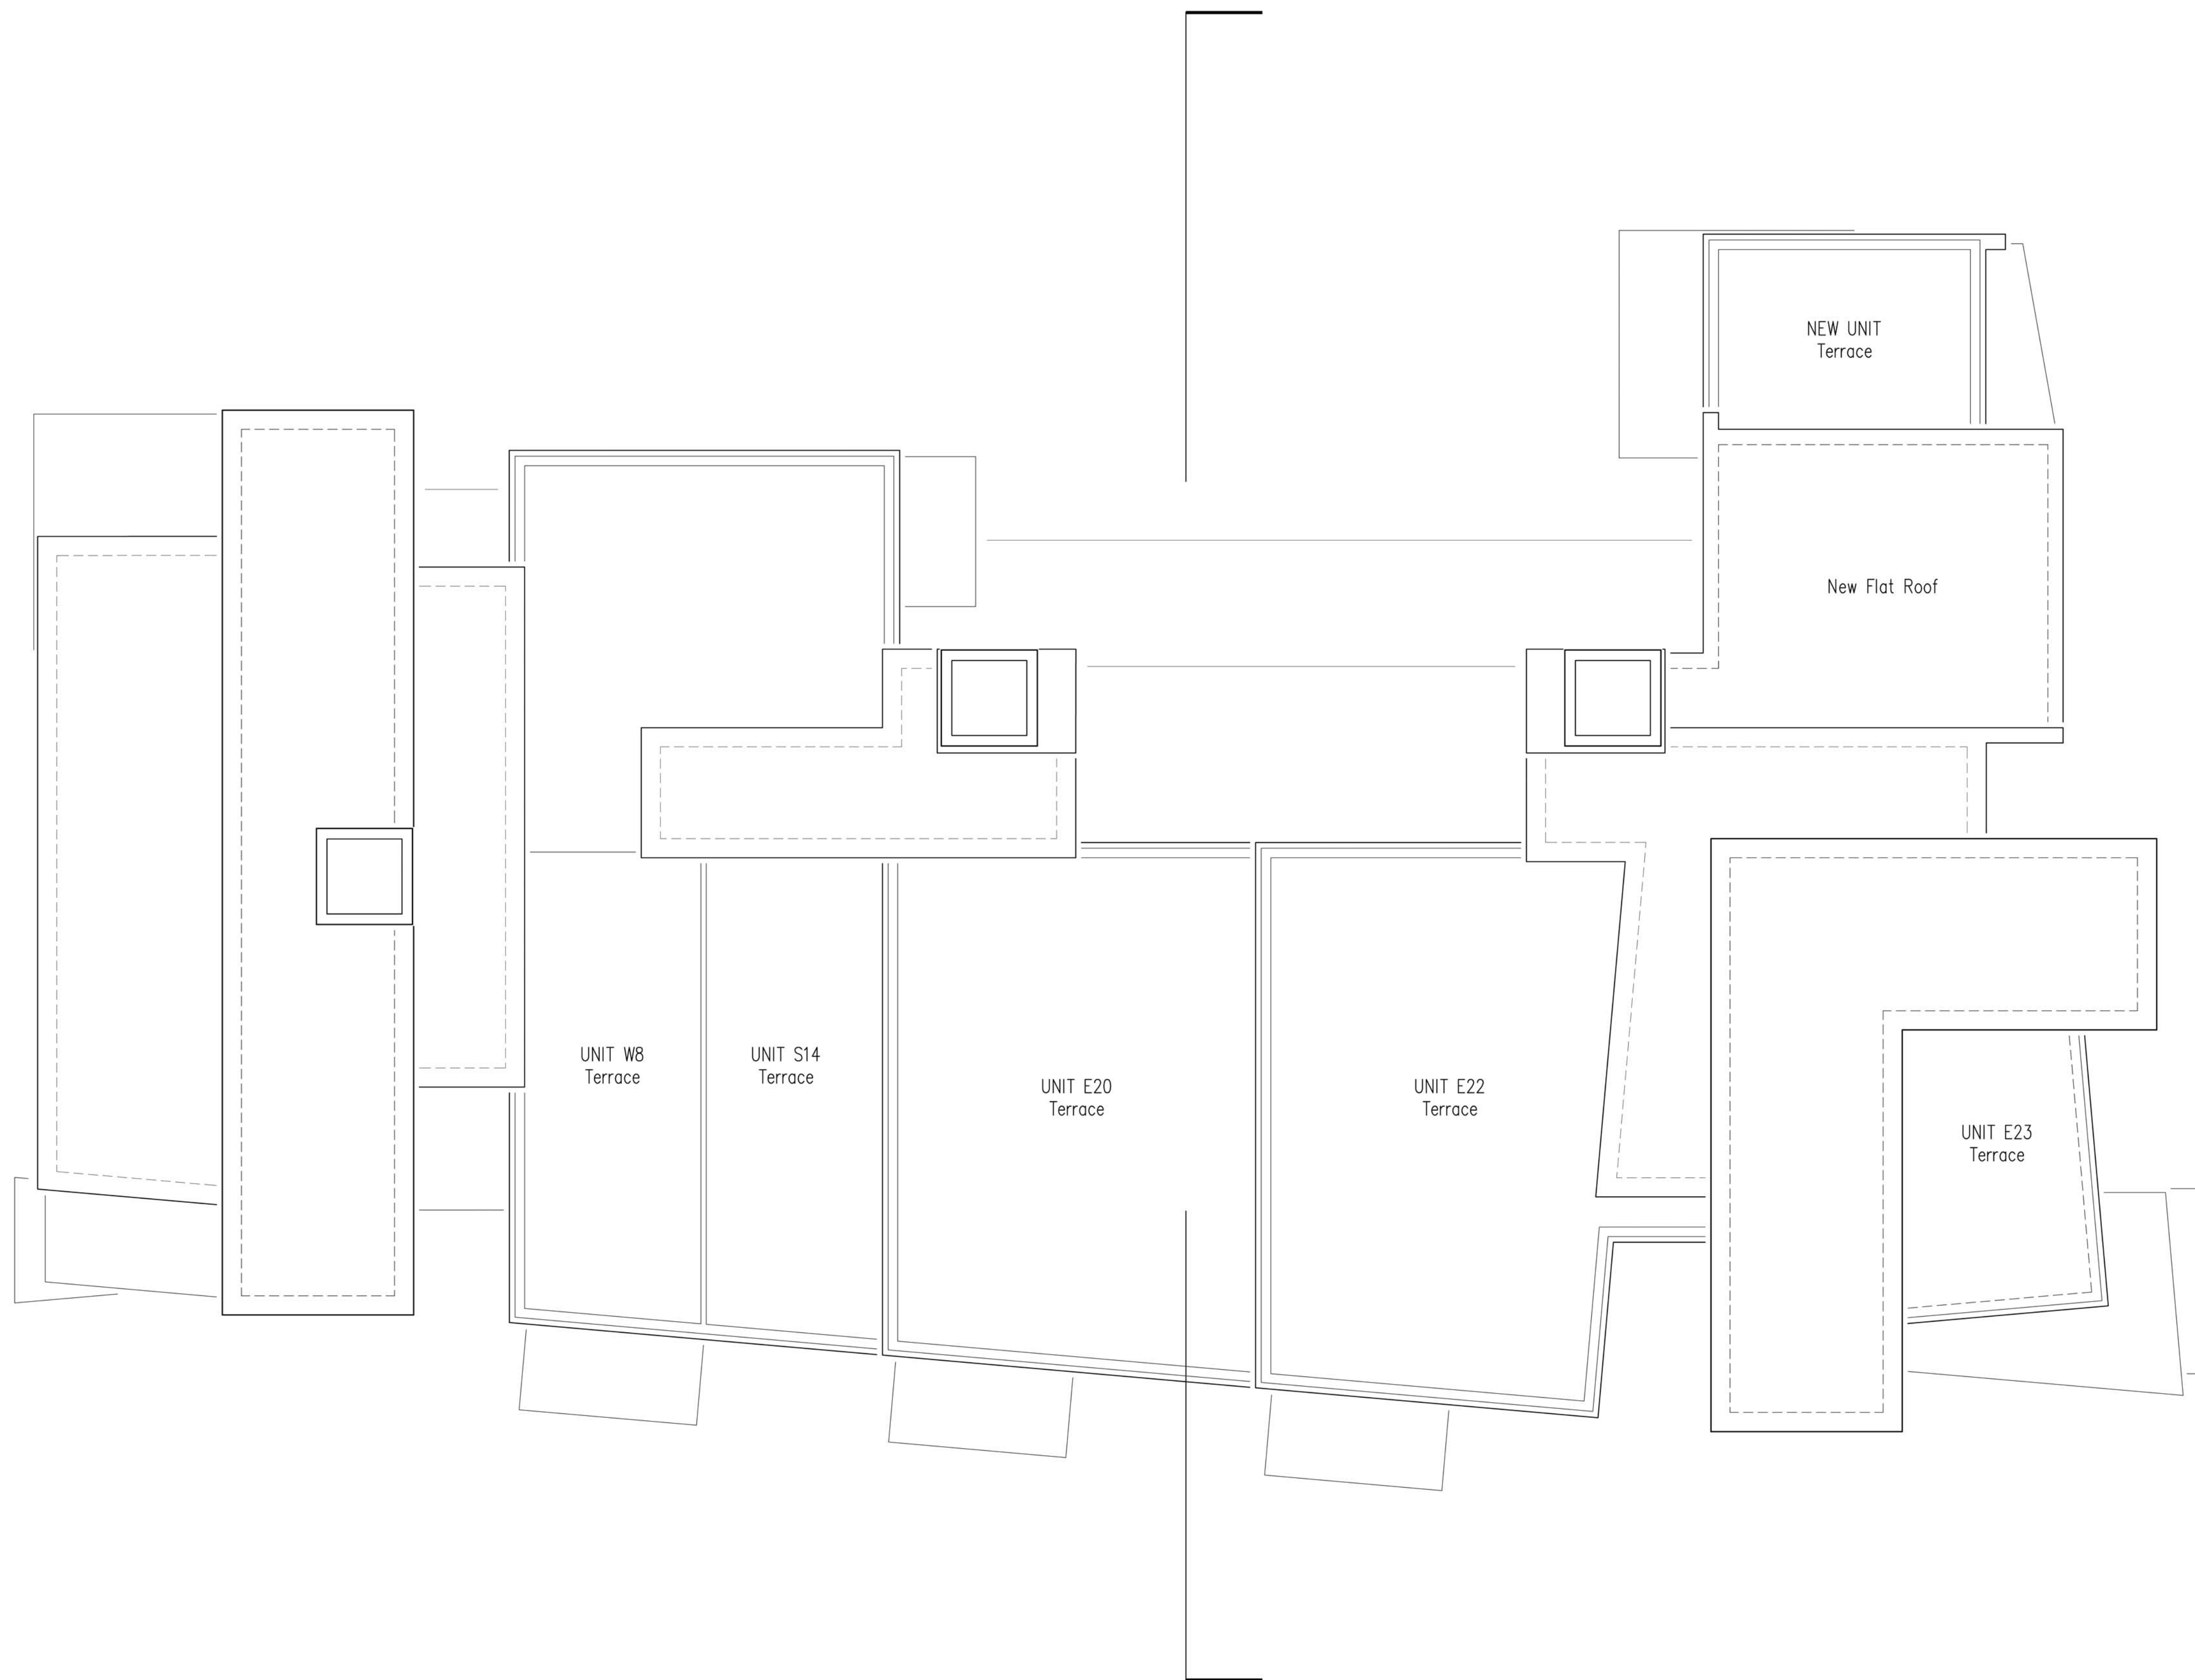 NEW UNIT
Terrace
New Flat Roof
UNIT W8
Terrace
UNIT S14
Terrace
UNIT E20
Terrace
UNIT E22
Terrace
UNIT E23
Terrace